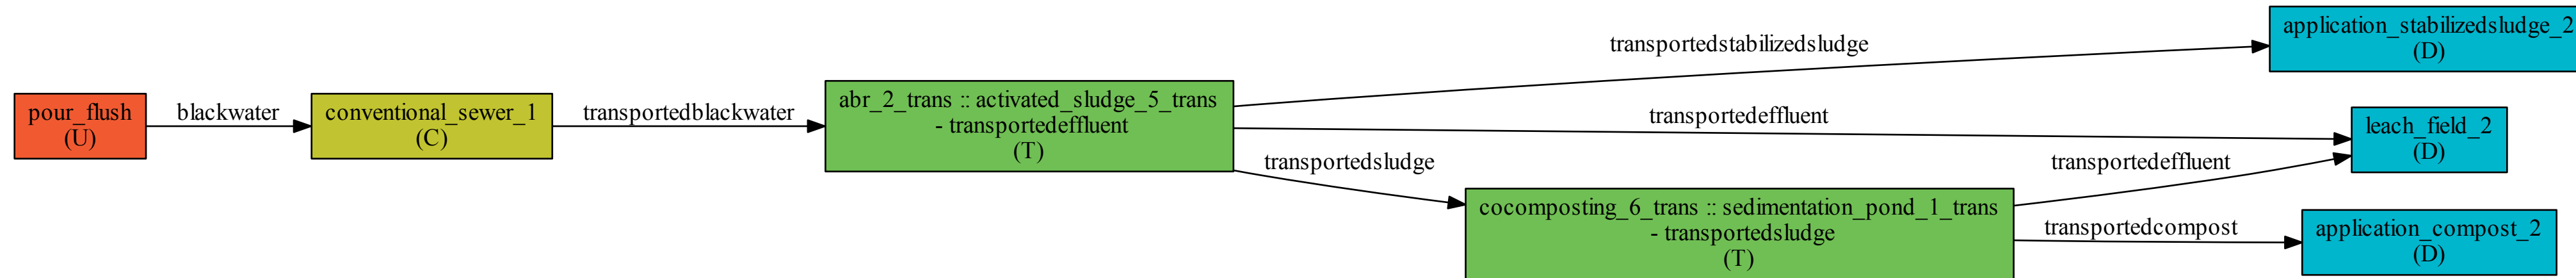 pour_flush
(U)
blackwater
conventional_sewer_1
(C)
transportedblackwater
abr_2_trans :: activated_sludge_5_trans
- transportedeffluent
(T)
transportedstabilizedsludge
transportedeffluent
transportedsludge
cocomposting_6_trans :: sedimentation_pond_1_trans
- transportedsludge
(T)
transportedeffluent
transportedcompost
application_stabilizedsludge_2
(D)
leach_field_2
(D)
application_compost_2
(D)